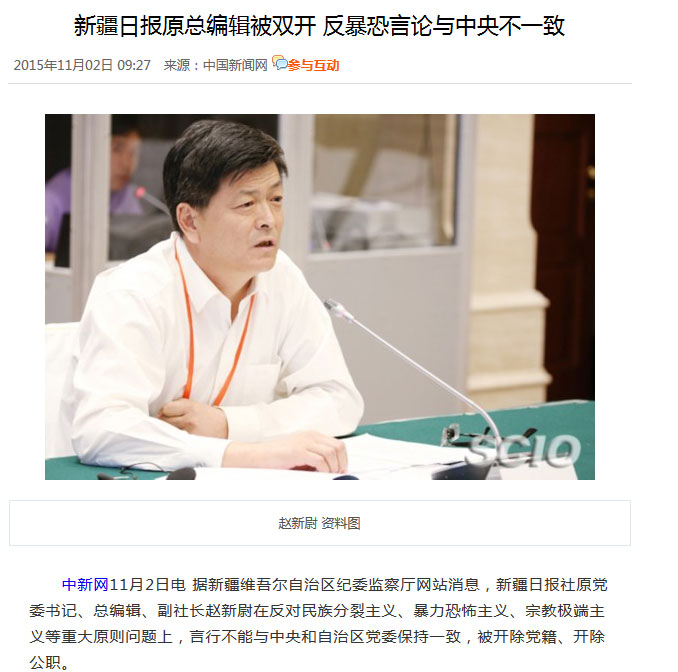 新疆日报原总编辑被双开 反暴恐言论与中央不一致
2015年11月02日 09:27 来源：中国新闻网 参与互动
SCIO
赵新尉 资料图
中新网11月2日电 据新疆维吾尔自治区纪委监察厅网站消息，新疆日报社原党
委书记、总编辑、副社长赵新尉在反对民族分裂主义、暴力恐怖主义、宗教极端主
义等重大原则问题上，言行不能与中央和自治区党委保持一致，被开除党籍、开除
公职。